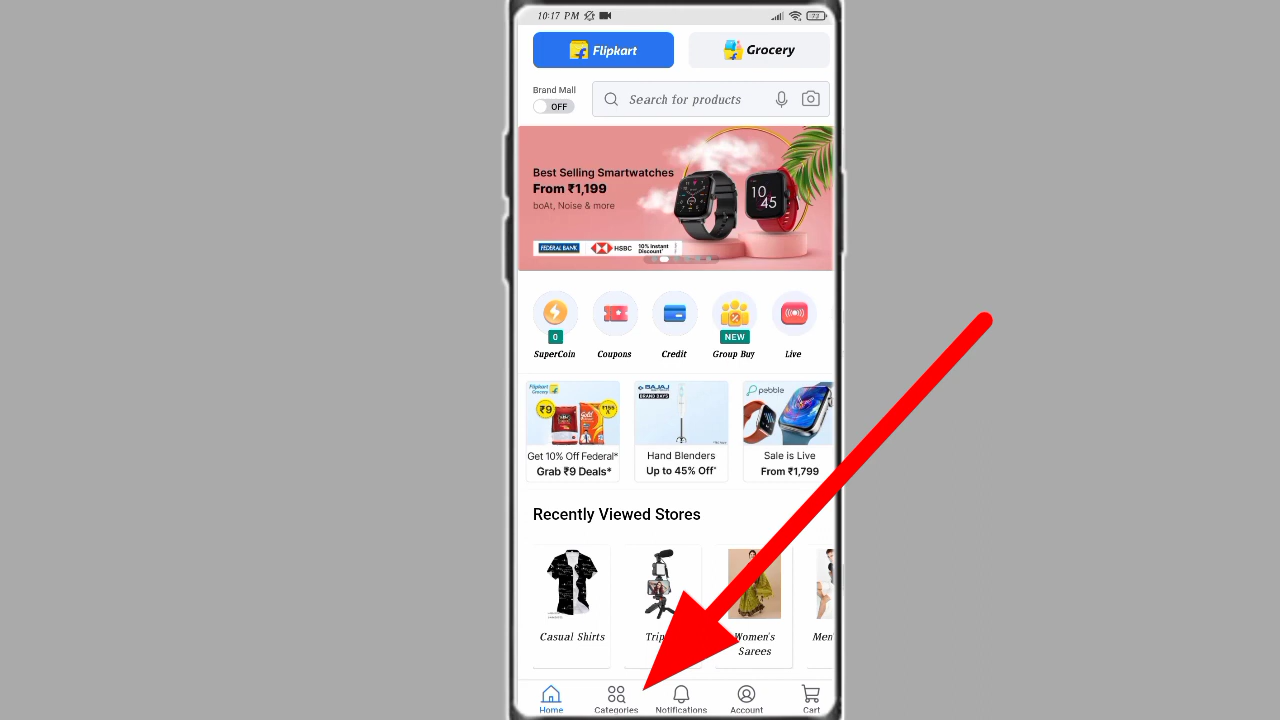 10:17 PM
72
Flipkart
Grocery
Brand Mall
OFF
Search for products
Best Selling Smartwatches
From ₹1,199
boAt, Noise & more
FEDERAL BANK
HSBC
10% Instant
Discount*
10
45
0
NEW
SuperCoin
Coupons
Credit
Group Buy
Live
Flipkart
Grocery
₹9
BAJAJ
BRAND DAYS
pebble
Get 10% Off Federal*
Grab ₹9 Deals*
Hand Blenders
Up to 45% Off*
Sale is Live
From ₹1,799
Recently Viewed Stores
Casual Shirts
Trip
Women's
Sarees
Men
Home
Categories
Notifications
Account
Cart